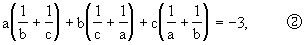 a(1/b + 1/c) + b(1/c + 1/a) + c(1/a + 1/b) = −3, ②